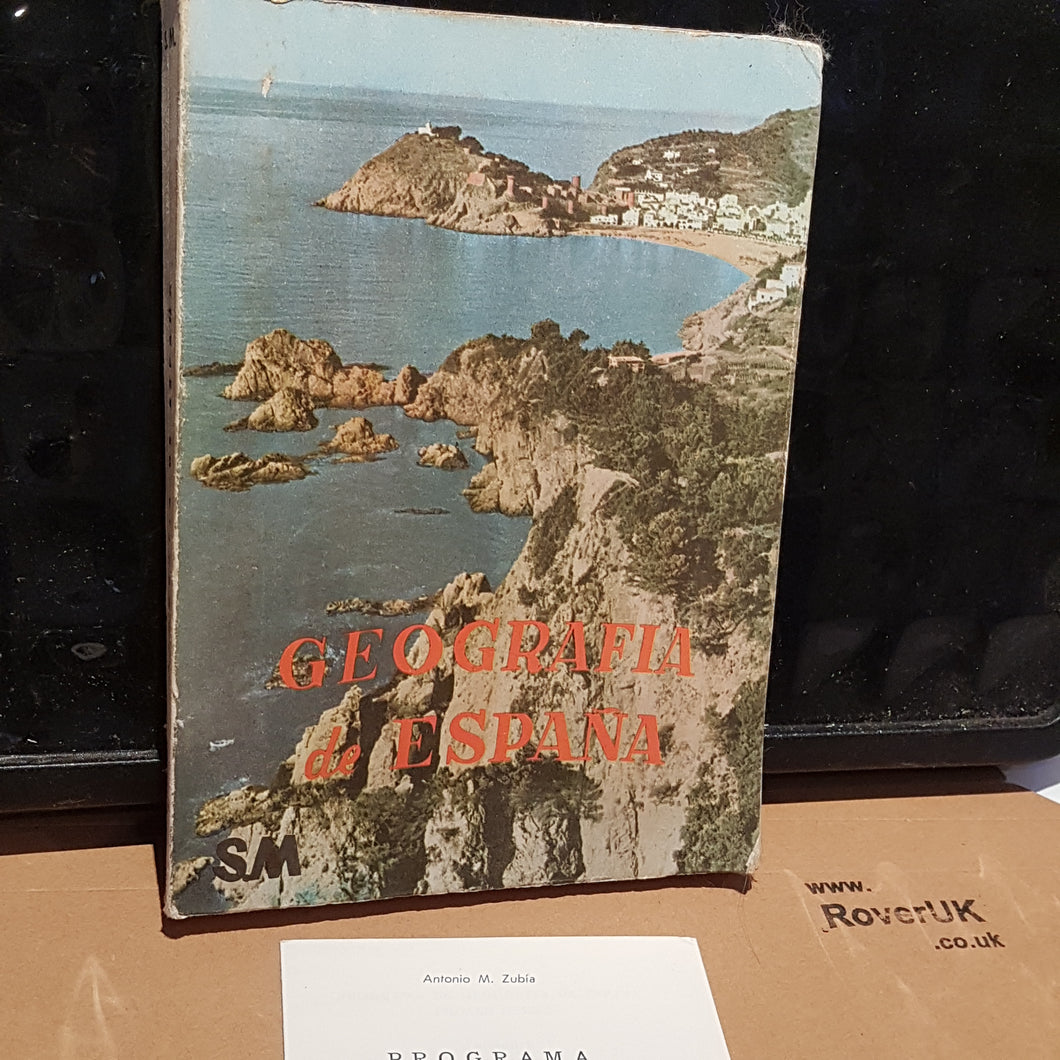 GEOGRAFIA
de ESPAÑA
SM
www.
RoverUK
.co.uk
Antonio M. Zubía
PROGRAMA